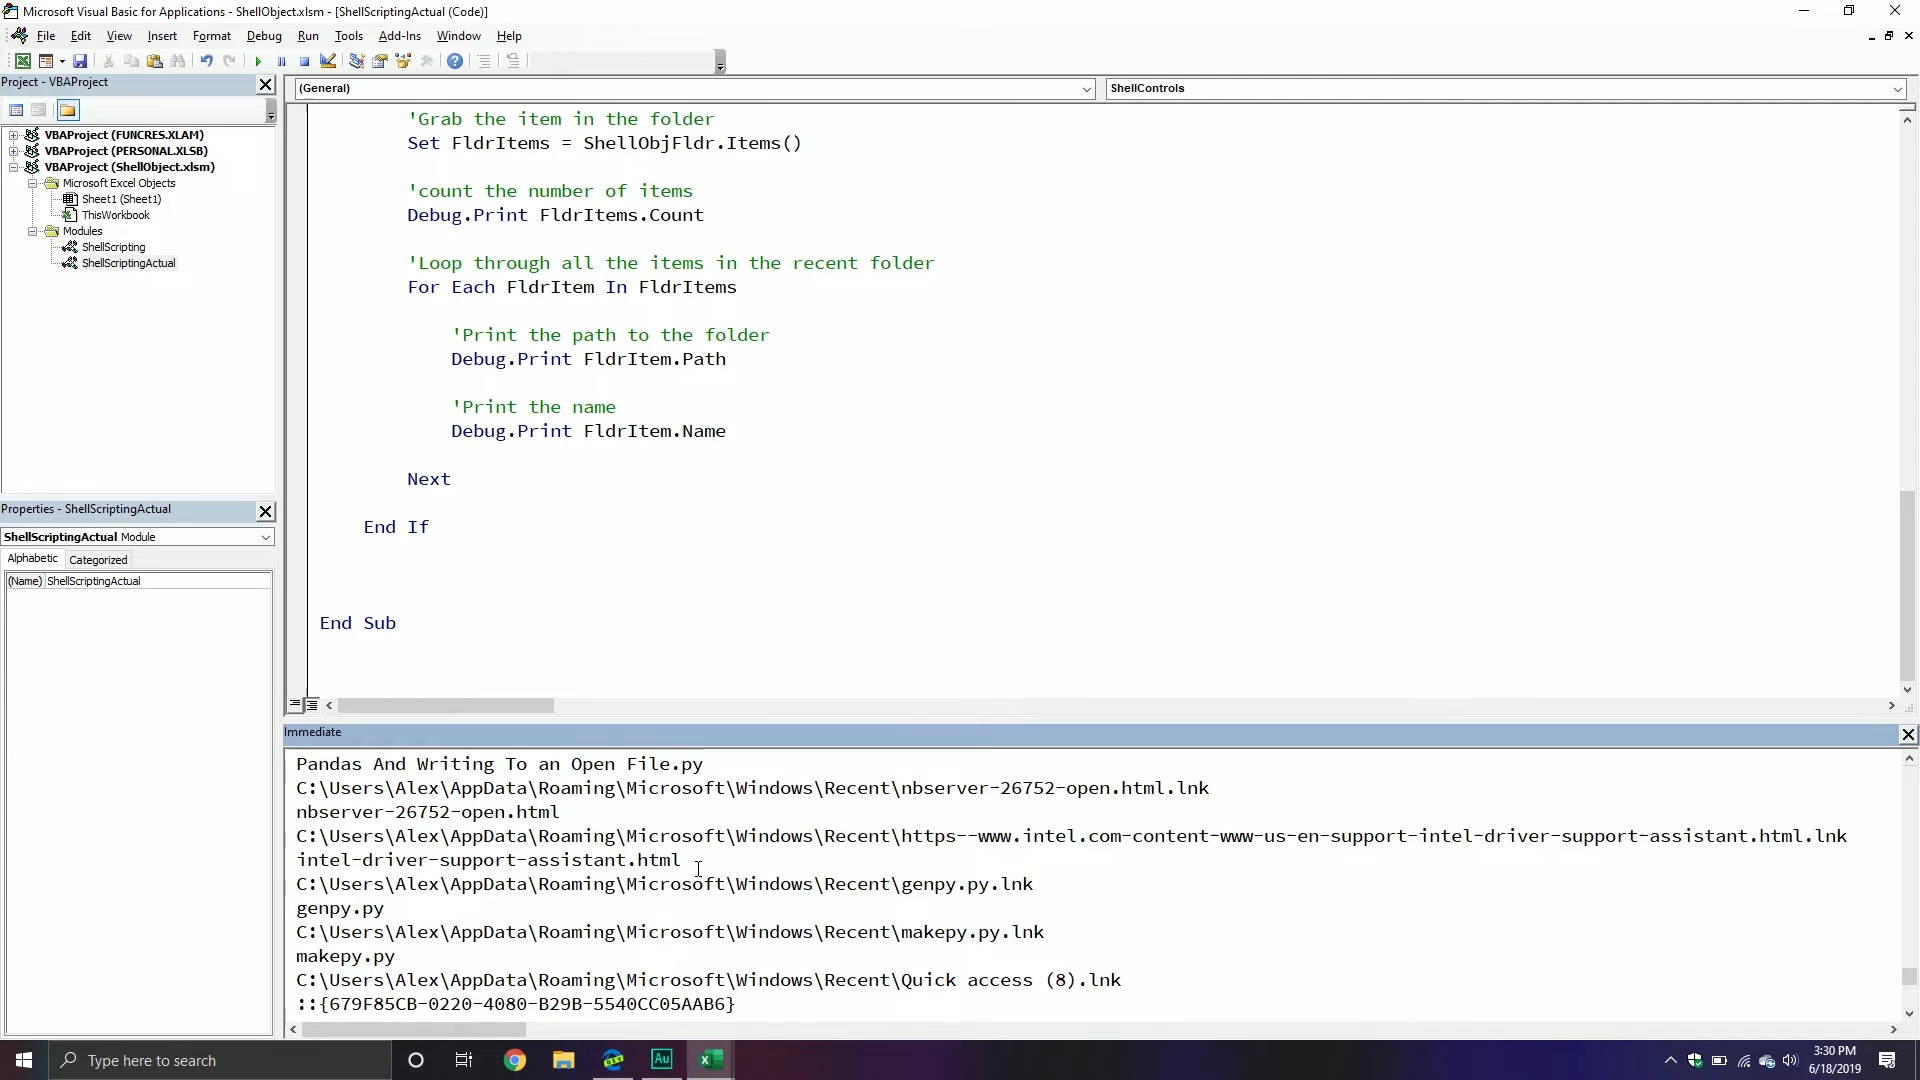 Microsoft Visual Basic for Applications - ShellObject.xlsm - [ShellScriptingActual (Code)]
File Edit View Insert Format Debug Run Tools Add-Ins Window Help
Project - VBAProject
(General)
ShellControls
VBAProject (FUNCRES.XLAM)
VBAProject (PERSONAL.XLSB)
VBAProject (ShellObject.xlsm)
Microsoft Excel Objects
Sheet1 (Sheet1)
ThisWorkbook
Modules
ShellScripting
ShellScriptingActual
Properties - ShellScriptingActual
ShellScriptingActual Module
Alphabetic Categorized
(Name) ShellScriptingActual
'Grab the item in the folder
Set FldrItems = ShellObjFldr.Items()
'count the number of items
Debug.Print FldrItems.Count
'Loop through all the items in the recent folder
For Each FldrItem In FldrItems
'Print the path to the folder
Debug.Print FldrItem.Path
'Print the name
Debug.Print FldrItem.Name
Next
End If
End Sub
Immediate
Pandas And Writing To an Open File.py
C:\Users\Alex\AppData\Roaming\Microsoft\Windows\Recent\nbserver-26752-open.html.lnk
nbserver-26752-open.html
C:\Users\Alex\AppData\Roaming\Microsoft\Windows\Recent\https--www.intel.com-content-www-us-en-support-intel-driver-support-assistant.html.lnk
intel-driver-support-assistant.html
C:\Users\Alex\AppData\Roaming\Microsoft\Windows\Recent\genpy.py.lnk
genpy.py
C:\Users\Alex\AppData\Roaming\Microsoft\Windows\Recent\makepy.py.lnk
makepy.py
C:\Users\Alex\AppData\Roaming\Microsoft\Windows\Recent\Quick access (8).lnk
::{679F85CB-0220-4080-B29B-5540CC05AAB6}
Type here to search
DEV
Au
3:30 PM
6/18/2019